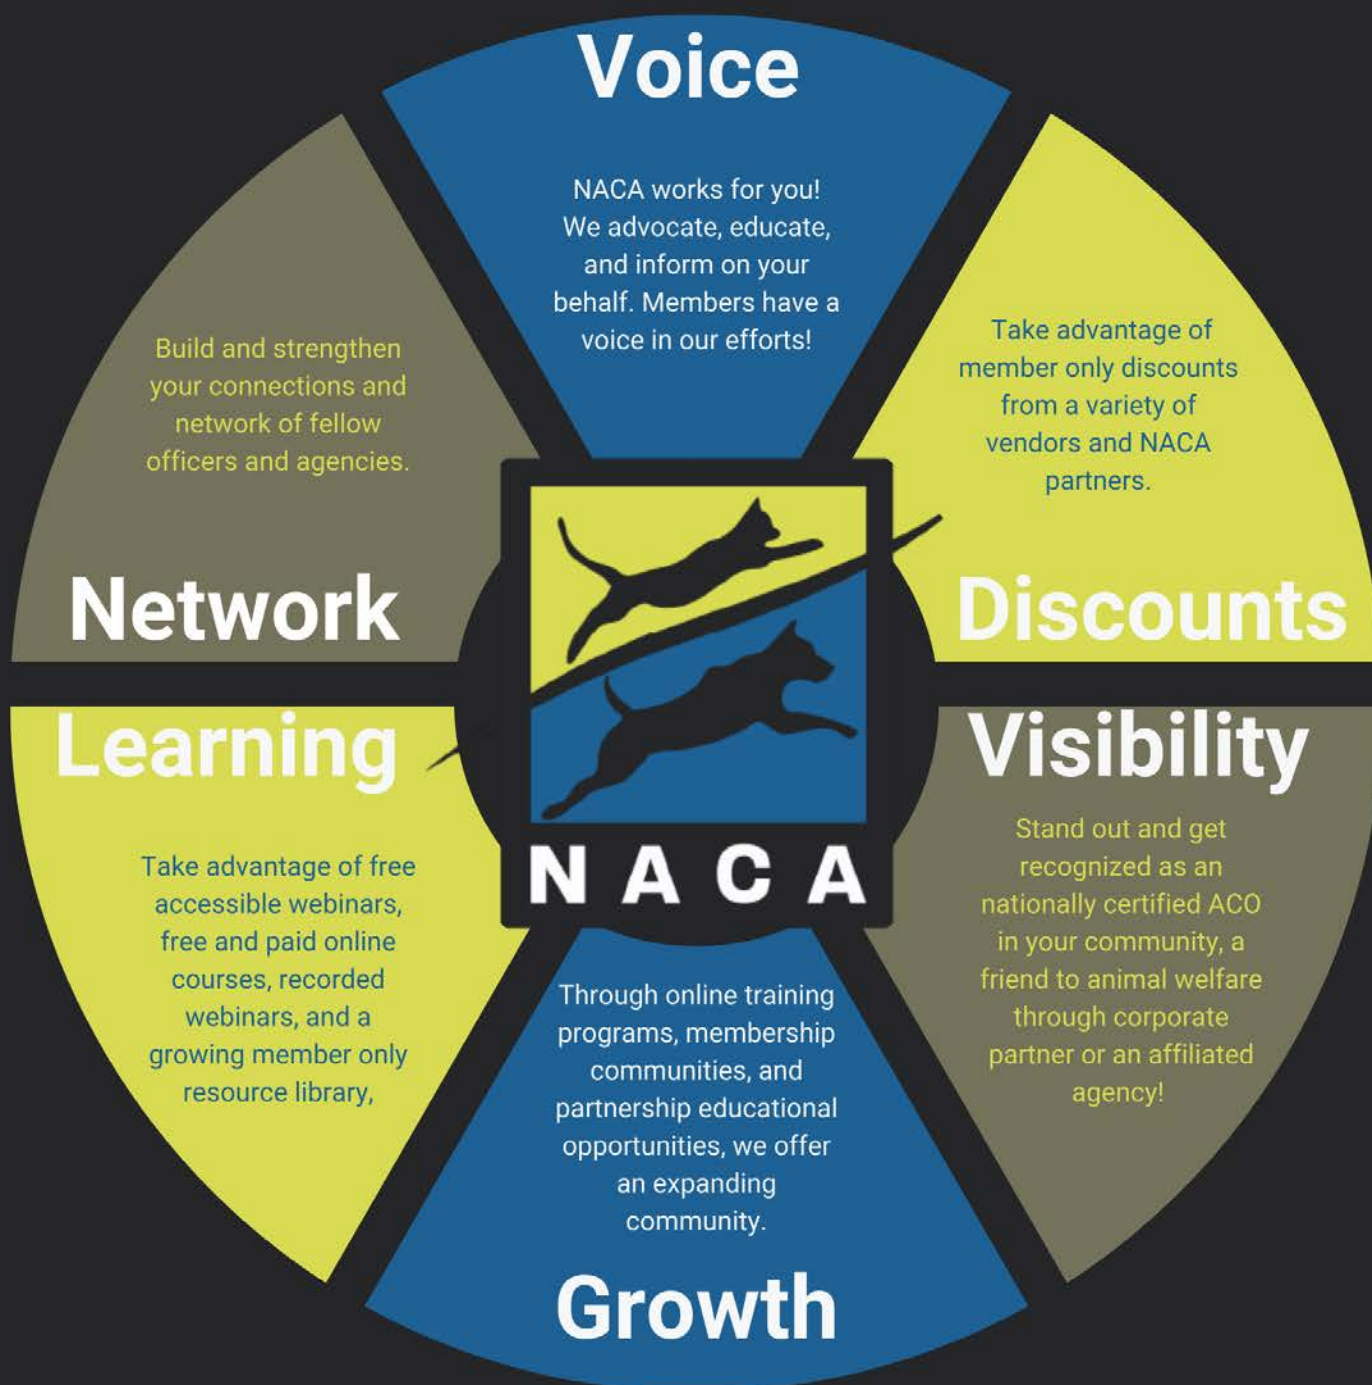 Voice
NACA works for you!
We advocate, educate,
and inform on your
behalf. Members have a
voice in our efforts!
Take advantage of
member only discounts
from a variety of
vendors and NACA
partners.
Discounts
Visibility
Stand out and get
recognized as an
nationally certified ACO
in your community, a
friend to animal welfare
through corporate
partner or an affiliated
agency!
Through online training
programs, membership
communities, and
partnership educational
opportunities, we offer
an expanding
community.
Growth
Learning
Take advantage of free
accessible webinars,
free and paid online
courses, recorded
webinars, and a
growing member only
resource library,
Build and strengthen
your connections and
network of fellow
officers and agencies.
Network
NACA